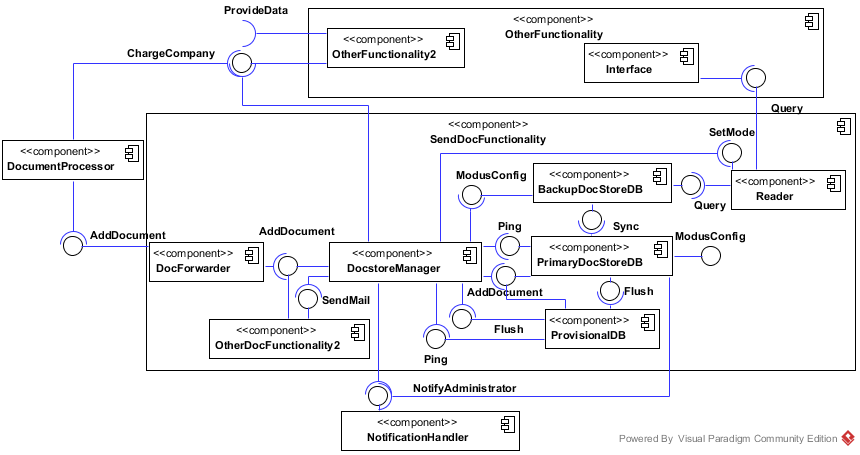 ProvideData
<<component>>
OtherFunctionality
<<component>>
OtherFunctionality2
<<component>>
Interface
ChargeCompany
Query
<<component>>
SendDocFunctionality
SetMode
<<component>>
DocumentProcessor
ModusConfig
<<component>>
BackupDocStoreDB
<<component>>
Reader
Query
AddDocument
AddDocument
Ping
Sync
ModusConfig
<<component>>
DocForwarder
<<component>>
DocstoreManager
<<component>>
PrimaryDocStoreDB
SendMail
AddDocument
Flush
<<component>>
OtherDocFunctionality2
Flush
<<component>>
ProvisionalDB
Ping
NotifyAdministrator
<<component>>
NotificationHandler
Powered By Visual Paradigm Community Edition